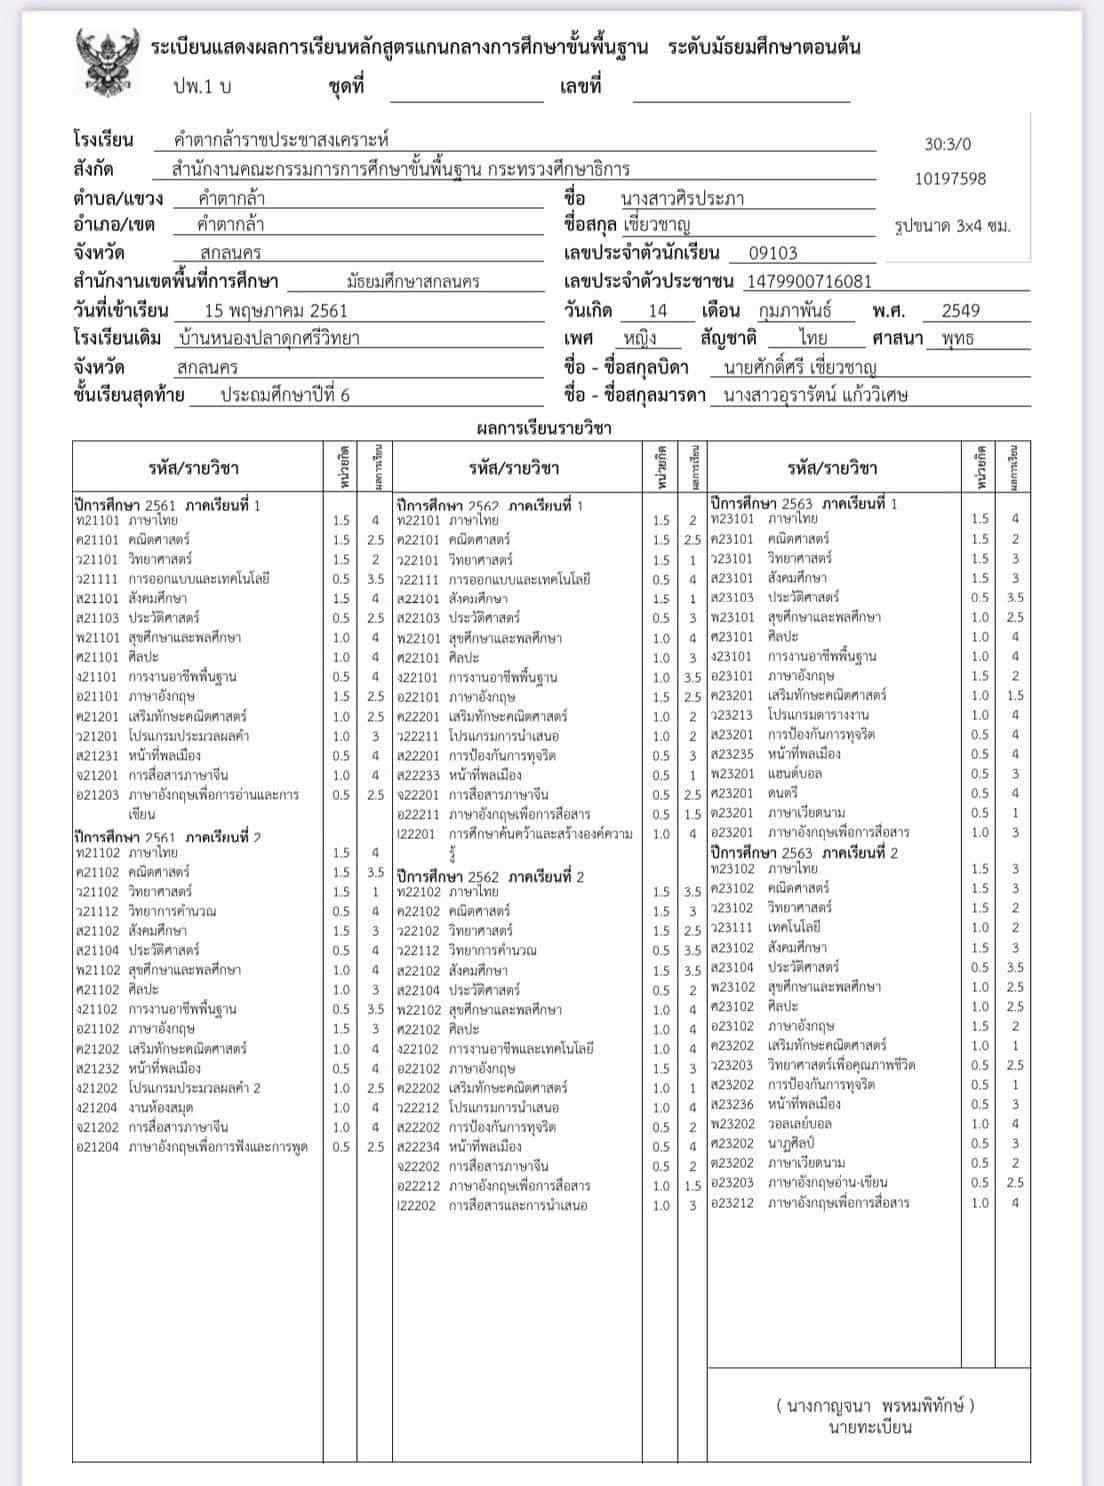 ระเบียนแสดงผลการเรียนหลักสูตรแกนกลางการศึกษาขั้นพื้นฐาน ระดับมัธยมศึกษาตอนต้น
ปพ.1 บ ชุดที่ เลขที่
โรงเรียน คำตากล้าราชประชาสงเคราะห์
สังกัด สำนักงานคณะกรรมการการศึกษาขั้นพื้นฐาน กระทรวงศึกษาธิการ
ตำบล/แขวง คำตากล้า
อำเภอ/เขต คำตากล้า
จังหวัด สกลนคร
สำนักงานเขตพื้นที่การศึกษา มัธยมศึกษาสกลนคร
วันที่เข้าเรียน 15 พฤษภาคม 2561
โรงเรียนเดิม บ้านหนองปลาดุกศรีวิทยา
จังหวัด สกลนคร
ชั้นเรียนสุดท้าย ประถมศึกษาปีที่ 6
30:3/0
10197598
รูปขนาด 3x4 ซม.
ชื่อ นางสาวศิรประภา
ชื่อสกุล เชี่ยวชาญ
เลขประจำตัวนักเรียน 09103
เลขประจำตัวประชาชน 1479900716081
วันเกิด 14 เดือน กุมภาพันธ์ พ.ศ. 2549
เพศ หญิง สัญชาติ ไทย ศาสนา พุทธ
ชื่อ - ชื่อสกุลบิดา นายศักดิ์ศรี เชี่ยวชาญ
ชื่อ - ชื่อสกุลมารดา นางสาวอุรารัตน์ แก้ววิเศษ
ผลการเรียนรายวิชา
รหัส/รายวิชา หน่วยกิต ผลการเรียน
ปีการศึกษา 2561 ภาคเรียนที่ 1
ท21101 ภาษาไทย 1.5 4
ค21101 คณิตศาสตร์ 1.5 2.5
ว21101 วิทยาศาสตร์ 1.5 2
ว21111 การออกแบบและเทคโนโลยี 0.5 3.5
ส21101 สังคมศึกษา 1.5 4
ส21103 ประวัติศาสตร์ 0.5 2.5
พ21101 สุขศึกษาและพลศึกษา 1.0 4
ศ21101 ศิลปะ 1.0 4
ง21101 การงานอาชีพพื้นฐาน 0.5 4
อ21101 ภาษาอังกฤษ 1.5 2.5
ค21201 เสริมทักษะคณิตศาสตร์ 1.0 2.5
ว21201 โปรแกรมประมวลผลคำ 1.0 3
ส21231 หน้าที่พลเมือง 0.5 4
จ21201 การสื่อสารภาษาจีน 1.0 4
อ21203 ภาษาอังกฤษเพื่อการอ่านและการ 0.5 2.5
เขียน
ปีการศึกษา 2561 ภาคเรียนที่ 2
ท21102 ภาษาไทย 1.5 4
ค21102 คณิตศาสตร์ 1.5 3.5
ว21102 วิทยาศาสตร์ 1.5 1
ว21112 วิทยาการคำนวณ 0.5 4
ส21102 สังคมศึกษา 1.5 3
ส21104 ประวัติศาสตร์ 0.5 4
พ21102 สุขศึกษาและพลศึกษา 1.0 4
ศ21102 ศิลปะ 1.0 3
ง21102 การงานอาชีพพื้นฐาน 0.5 3.5
อ21102 ภาษาอังกฤษ 1.5 3
ค21202 เสริมทักษะคณิตศาสตร์ 1.0 4
ส21232 หน้าที่พลเมือง 0.5 4
ง21202 โปรแกรมประมวลผลคำ 2 1.0 2.5
ง21204 งานห้องสมุด 1.0 4
จ21202 การสื่อสารภาษาจีน 1.0 4
อ21204 ภาษาอังกฤษเพื่อการฟังและการพูด 0.5 2.5
รหัส/รายวิชา หน่วยกิต ผลการเรียน
ปีการศึกษา 2562 ภาคเรียนที่ 1
ท22101 ภาษาไทย 1.5 2
ค22101 คณิตศาสตร์ 1.5 2.5
ว22101 วิทยาศาสตร์ 1.5 1
ว22111 การออกแบบและเทคโนโลยี 0.5 4
ส22101 สังคมศึกษา 1.5 1
ส22103 ประวัติศาสตร์ 0.5 3
พ22101 สุขศึกษาและพลศึกษา 1.0 4
ศ22101 ศิลปะ 1.0 3
ง22101 การงานอาชีพพื้นฐาน 1.0 3.5
อ22101 ภาษาอังกฤษ 1.5 2.5
ค22201 เสริมทักษะคณิตศาสตร์ 1.0 2
ว22211 โปรแกรมการนำเสนอ 1.0 2
ส22201 การป้องกันการทุจริต 0.5 3
ส22233 หน้าที่พลเมือง 0.5 1
จ22201 การสื่อสารภาษาจีน 0.5 2.5
อ22211 ภาษาอังกฤษเพื่อการสื่อสาร 0.5 1.5
I22201 การศึกษาค้นคว้าและสร้างองค์ความ 1.0 4
รู้
ปีการศึกษา 2562 ภาคเรียนที่ 2
ท22102 ภาษาไทย 1.5 3.5
ค22102 คณิตศาสตร์ 1.5 3
ว22102 วิทยาศาสตร์ 1.5 2.5
ว22112 วิทยาการคำนวณ 0.5 3.5
ส22102 สังคมศึกษา 1.5 3.5
ส22104 ประวัติศาสตร์ 0.5 2
พ22102 สุขศึกษาและพลศึกษา 1.0 4
ศ22102 ศิลปะ 1.0 4
ง22102 การงานอาชีพและเทคโนโลยี 1.0 4
อ22102 ภาษาอังกฤษ 1.5 3
ค22202 เสริมทักษะคณิตศาสตร์ 1.0 1
ว22212 โปรแกรมการนำเสนอ 1.0 4
ส22202 การป้องกันการทุจริต 0.5 2
ส22234 หน้าที่พลเมือง 0.5 4
จ22202 การสื่อสารภาษาจีน 0.5 2
อ22212 ภาษาอังกฤษเพื่อการสื่อสาร 1.0 1.5
I22202 การสื่อสารและการนำเสนอ 1.0 3
รหัส/รายวิชา หน่วยกิต ผลการเรียน
ปีการศึกษา 2563 ภาคเรียนที่ 1
ท23101 ภาษาไทย 1.5 4
ค23101 คณิตศาสตร์ 1.5 2
ว23101 วิทยาศาสตร์ 1.5 3
ส23101 สังคมศึกษา 1.5 3
ส23103 ประวัติศาสตร์ 0.5 3.5
พ23101 สุขศึกษาและพลศึกษา 1.0 2.5
ศ23101 ศิลปะ 1.0 4
ง23101 การงานอาชีพพื้นฐาน 1.0 4
อ23101 ภาษาอังกฤษ 1.5 2
ค23201 เสริมทักษะคณิตศาสตร์ 1.0 1.5
ว23213 โปรแกรมตารางงาน 1.0 4
ส23201 การป้องกันการทุจริต 0.5 4
ส23235 หน้าที่พลเมือง 0.5 4
พ23201 แฮนด์บอล 0.5 3
ศ23201 ดนตรี 0.5 4
ต23201 ภาษาเวียดนาม 0.5 1
อ23201 ภาษาอังกฤษเพื่อการสื่อสาร 1.0 3
ปีการศึกษา 2563 ภาคเรียนที่ 2
ท23102 ภาษาไทย 1.5 3
ค23102 คณิตศาสตร์ 1.5 3
ว23102 วิทยาศาสตร์ 1.5 2
ว23111 เทคโนโลยี 1.0 2
ส23102 สังคมศึกษา 1.5 3
ส23104 ประวัติศาสตร์ 0.5 3.5
พ23102 สุขศึกษาและพลศึกษา 1.0 2.5
ศ23102 ศิลปะ 1.0 2.5
อ23102 ภาษาอังกฤษ 1.5 2
ค23202 เสริมทักษะคณิตศาสตร์ 1.0 1
ว23203 วิทยาศาสตร์เพื่อคุณภาพชีวิต 0.5 2.5
ส23202 การป้องกันการทุจริต 0.5 1
ส23236 หน้าที่พลเมือง 0.5 3
พ23202 วอลเลย์บอล 1.0 4
ศ23202 นาฏศิลป์ 0.5 3
ต23202 ภาษาเวียดนาม 0.5 2
อ23203 ภาษาอังกฤษอ่าน-เขียน 0.5 2.5
อ23212 ภาษาอังกฤษเพื่อการสื่อสาร 1.0 4
( นางกาญจนา พรหมพิทักษ์ )
นายทะเบียน